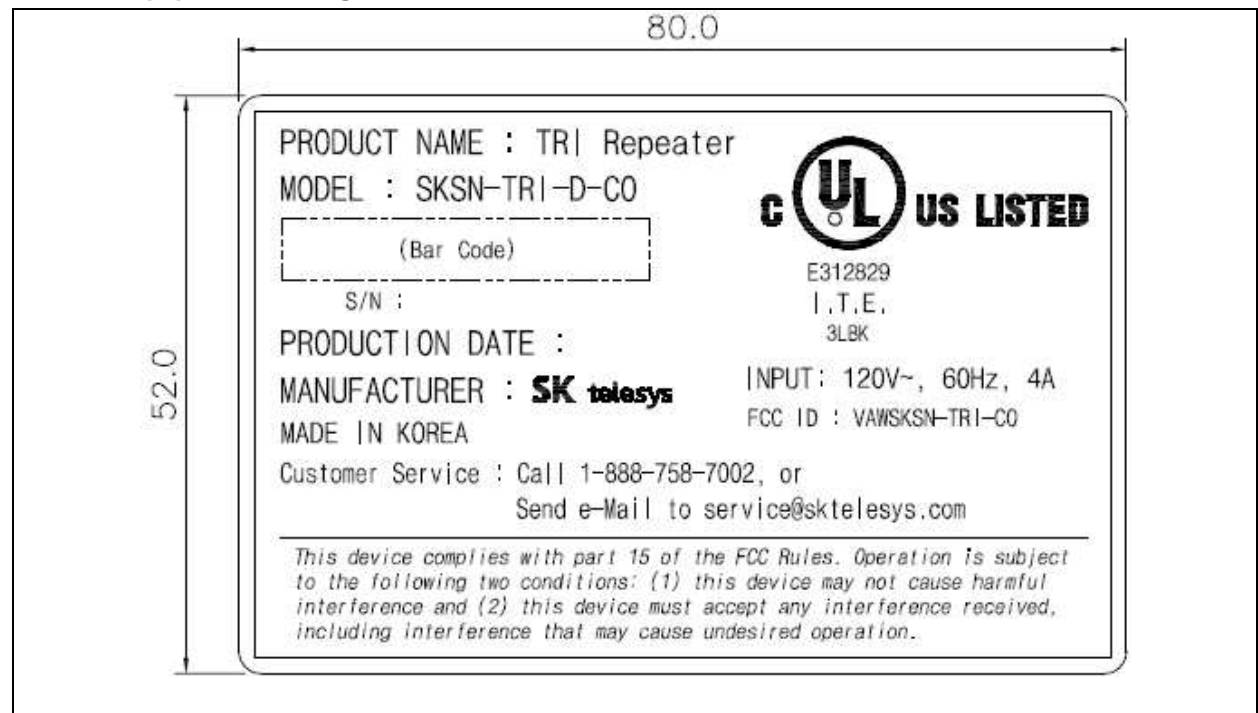 80.0
52.0
PRODUCT NAME : TRI Repeater
MODEL : SKSN-TRI-D-CO
(Bar Code)
S/N :
PRODUCTION DATE :
MANUFACTURER : SK telesys
MADE IN KOREA
C UL US LISTED
E312829
I.T.E.
3LBK
INPUT: 120V~, 60Hz, 4A
FCC ID : VAWSKSN-TRI-CO
Customer Service : Call 1-888-758-7002, or
Send e-Mail to service@sktelesys.com
This device complies with part 15 of the FCC Rules. Operation is subject
to the following two conditions: (1) this device may not cause harmful
interference and (2) this device must accept any interference received,
including interference that may cause undesired operation.